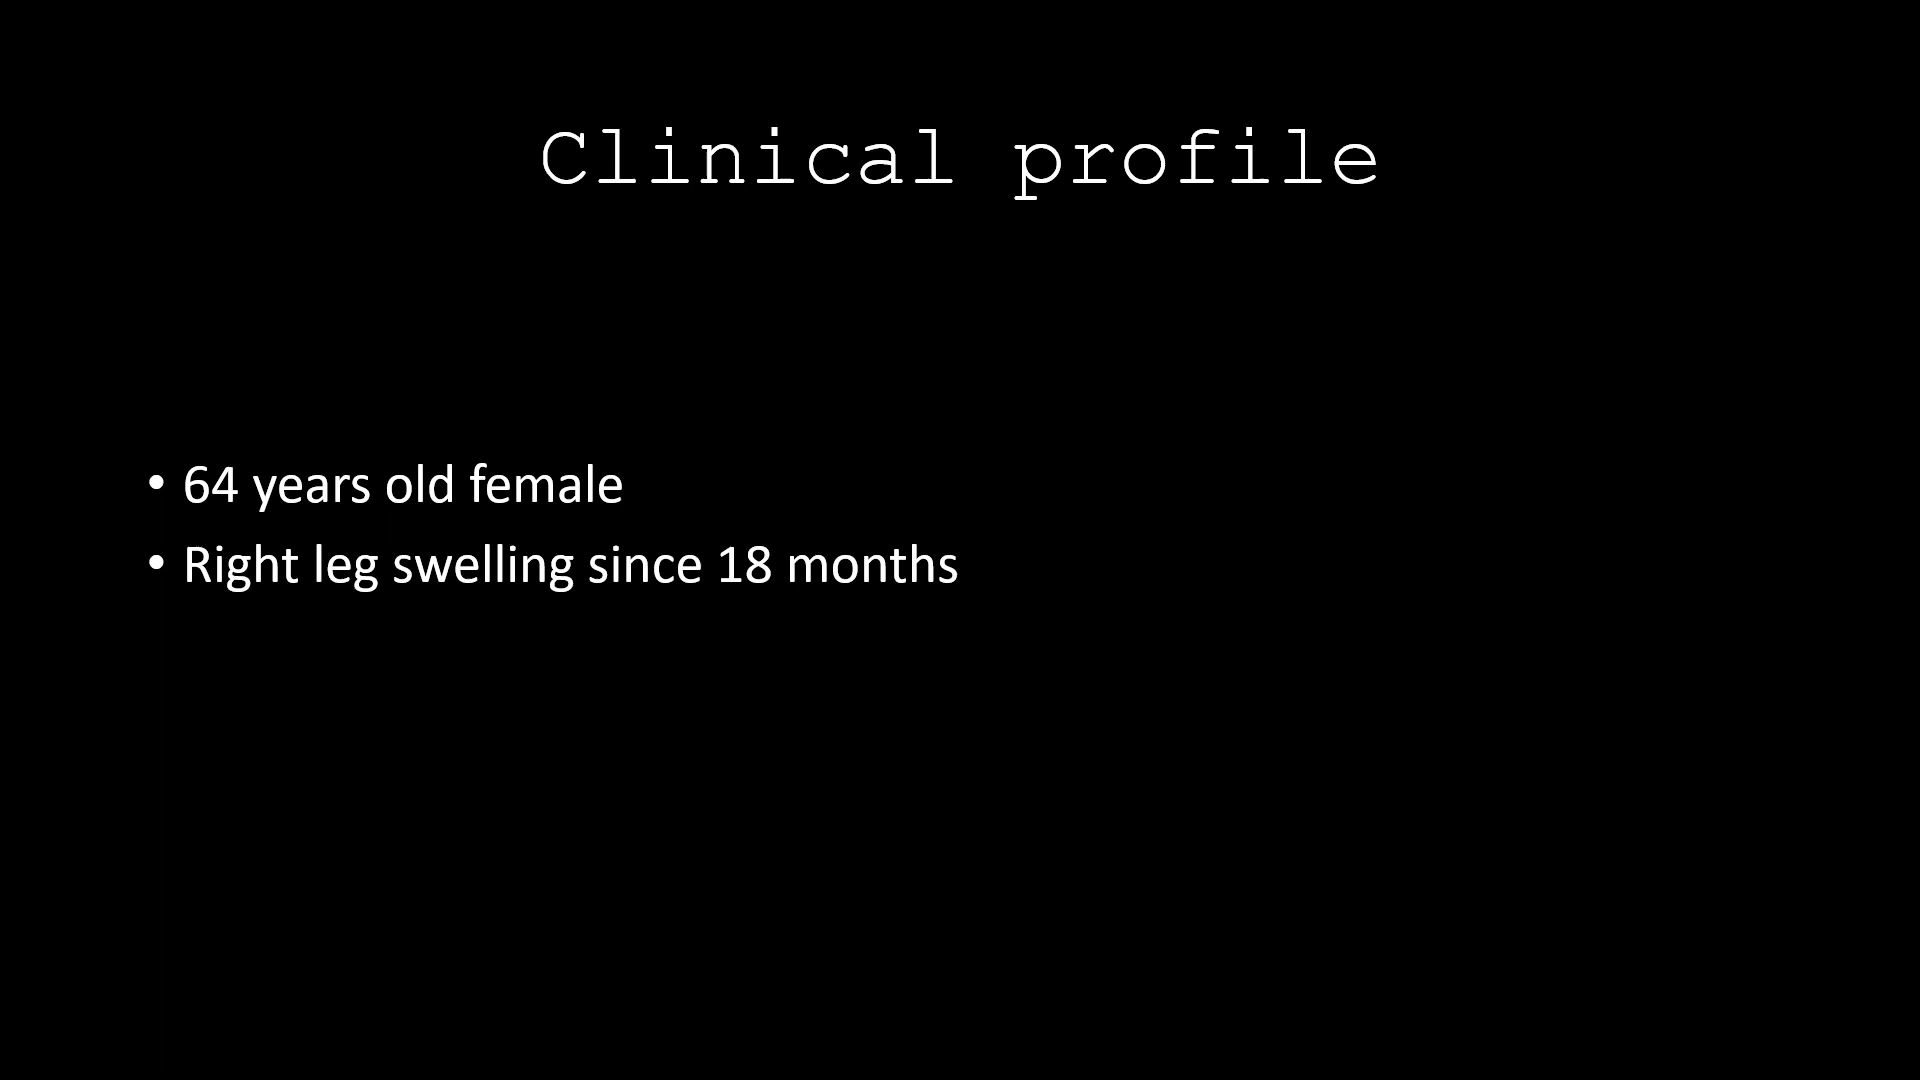 Clinical profile
• 64 years old female
• Right leg swelling since 18 months